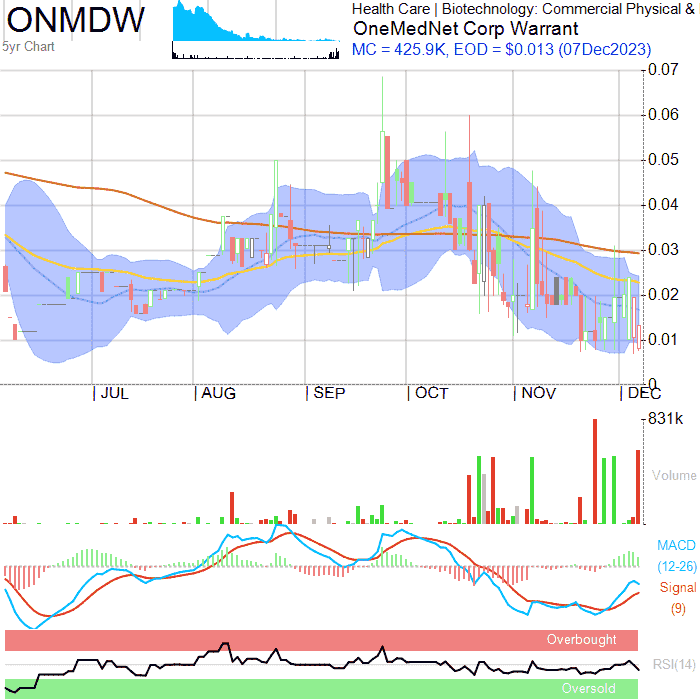 ONMDW
5yr Chart
Health Care | Biotechnology: Commercial Physical &
OneMedNet Corp Warrant
MC = 425.9K, EOD = $0.013 (07Dec2023)
0.07
0.06
0.05
0.04
0.03
0.02
0.01
0
JUL
AUG
SEP
OCT
NOV
DEC
831k
Volume
MACD
(12-26)
Signal
(9)
Overbought
RSI(14)
Oversold